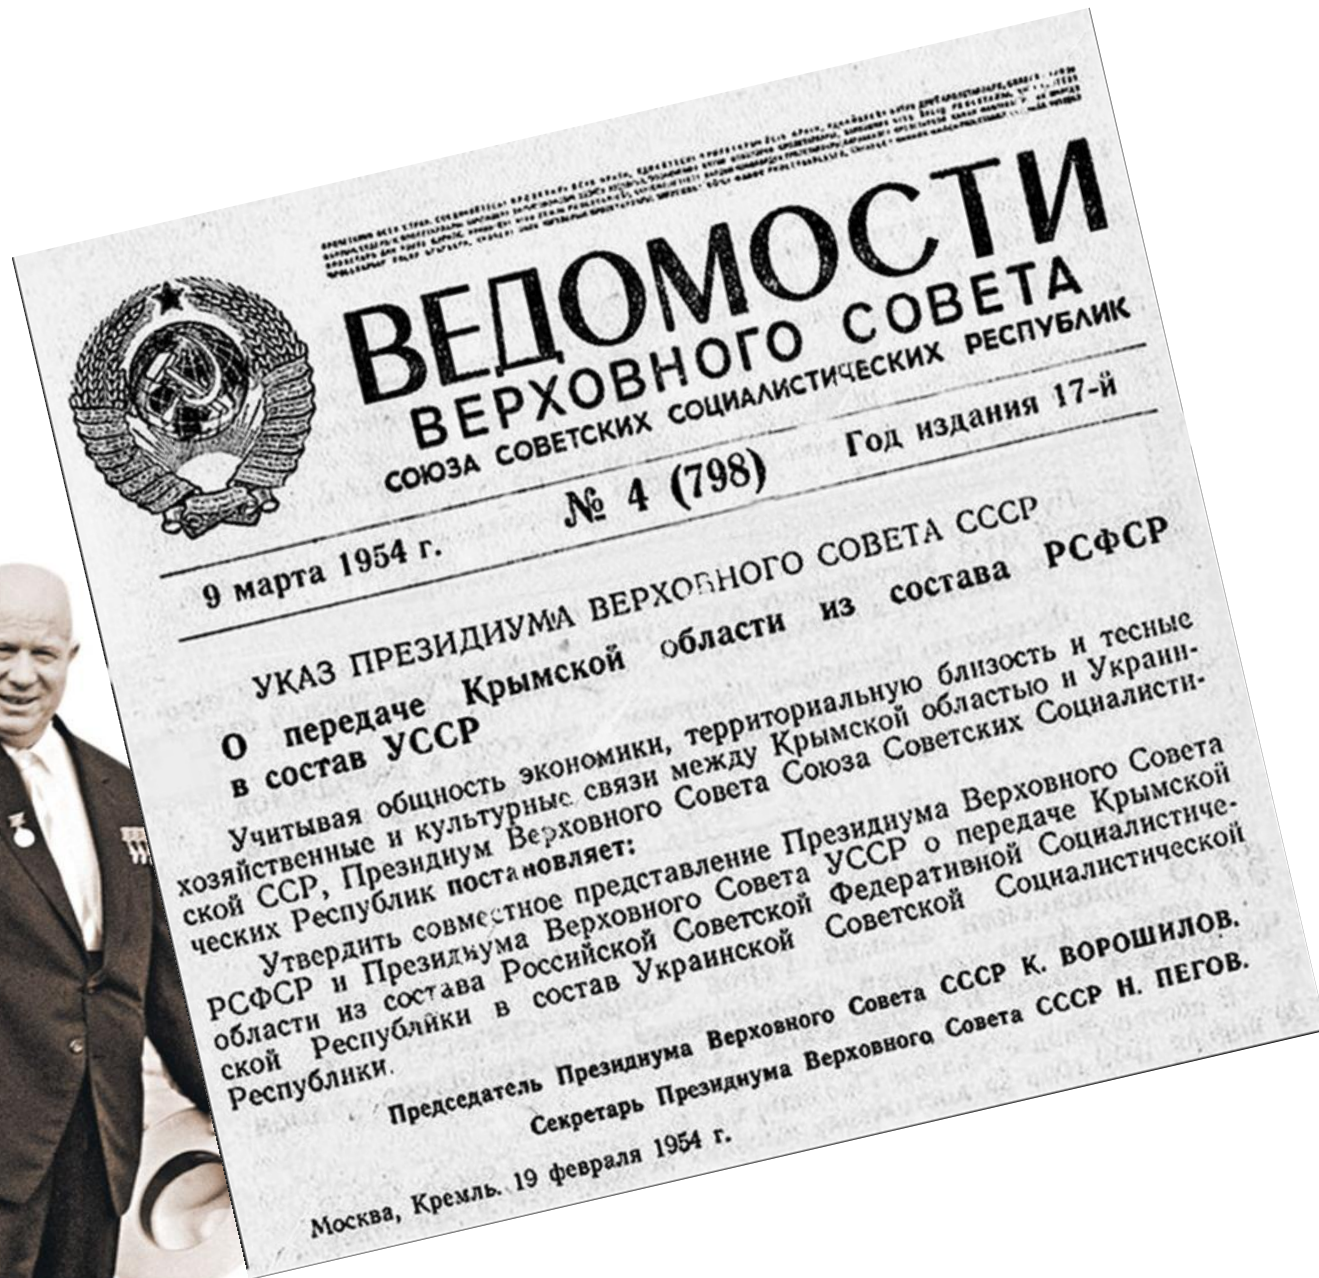 ВЕДОМОСТИ
ВЕРХОВНОГО СОВЕТА
СОЮЗА СОВЕТСКИХ СОЦИАЛИСТИЧЕСКИХ РЕСПУБЛИК
9 марта 1954 г. № 4 (798) Год издания 17-й
УКАЗ ПРЕЗИДИУМА ВЕРХОВНОГО СОВЕТА СССР
О передаче Крымской области из состава РСФСР
в состав УССР
Учитывая общность экономики, территориальную близость и тесные
хозяйственные и культурные связи между Крымской областью и Украин-
ской ССР, Президиум Верховного Совета Союза Советских Социалисти-
ческих Республик постановляет:
Утвердить совместное представление Президиума Верховного Совета
РСФСР и Президиума Верховного Совета УССР о передаче Крымской
области из состава Российской Советской Федеративной Социалистиче-
ской Республики в состав Украинской Советской Социалистической
Республики.
Председатель Президиума Верховного Совета СССР К. ВОРОШИЛОВ.
Секретарь Президиума Верховного Совета СССР Н. ПЕГОВ.
Москва, Кремль. 19 февраля 1954 г.